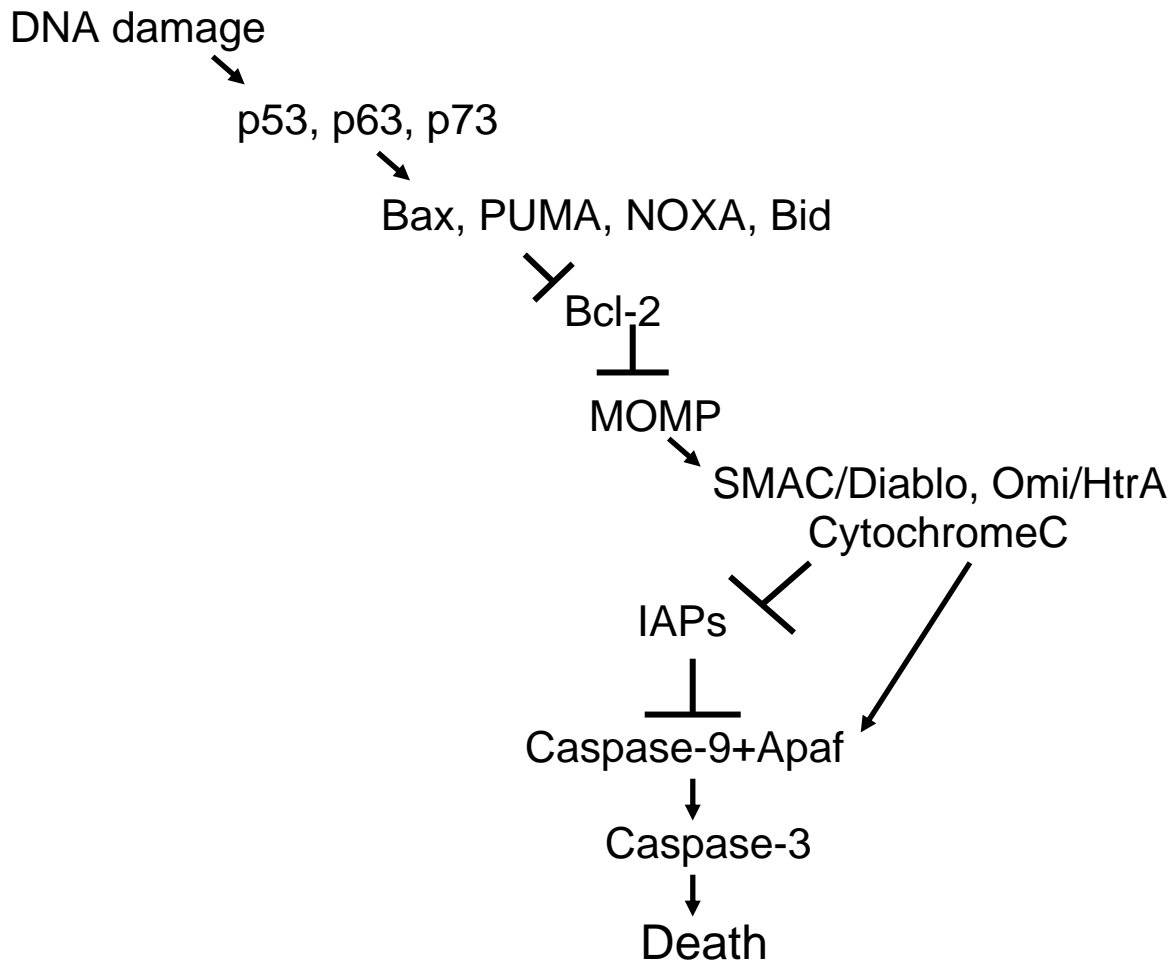 DNA damage
p53, p63, p73
Bax, PUMA, NOXA, Bid
Bcl-2
MOMP
SMAC/Diablo, Omi/HtrA
CytochromeC
IAPs
Caspase-9+Apaf
Caspase-3
Death